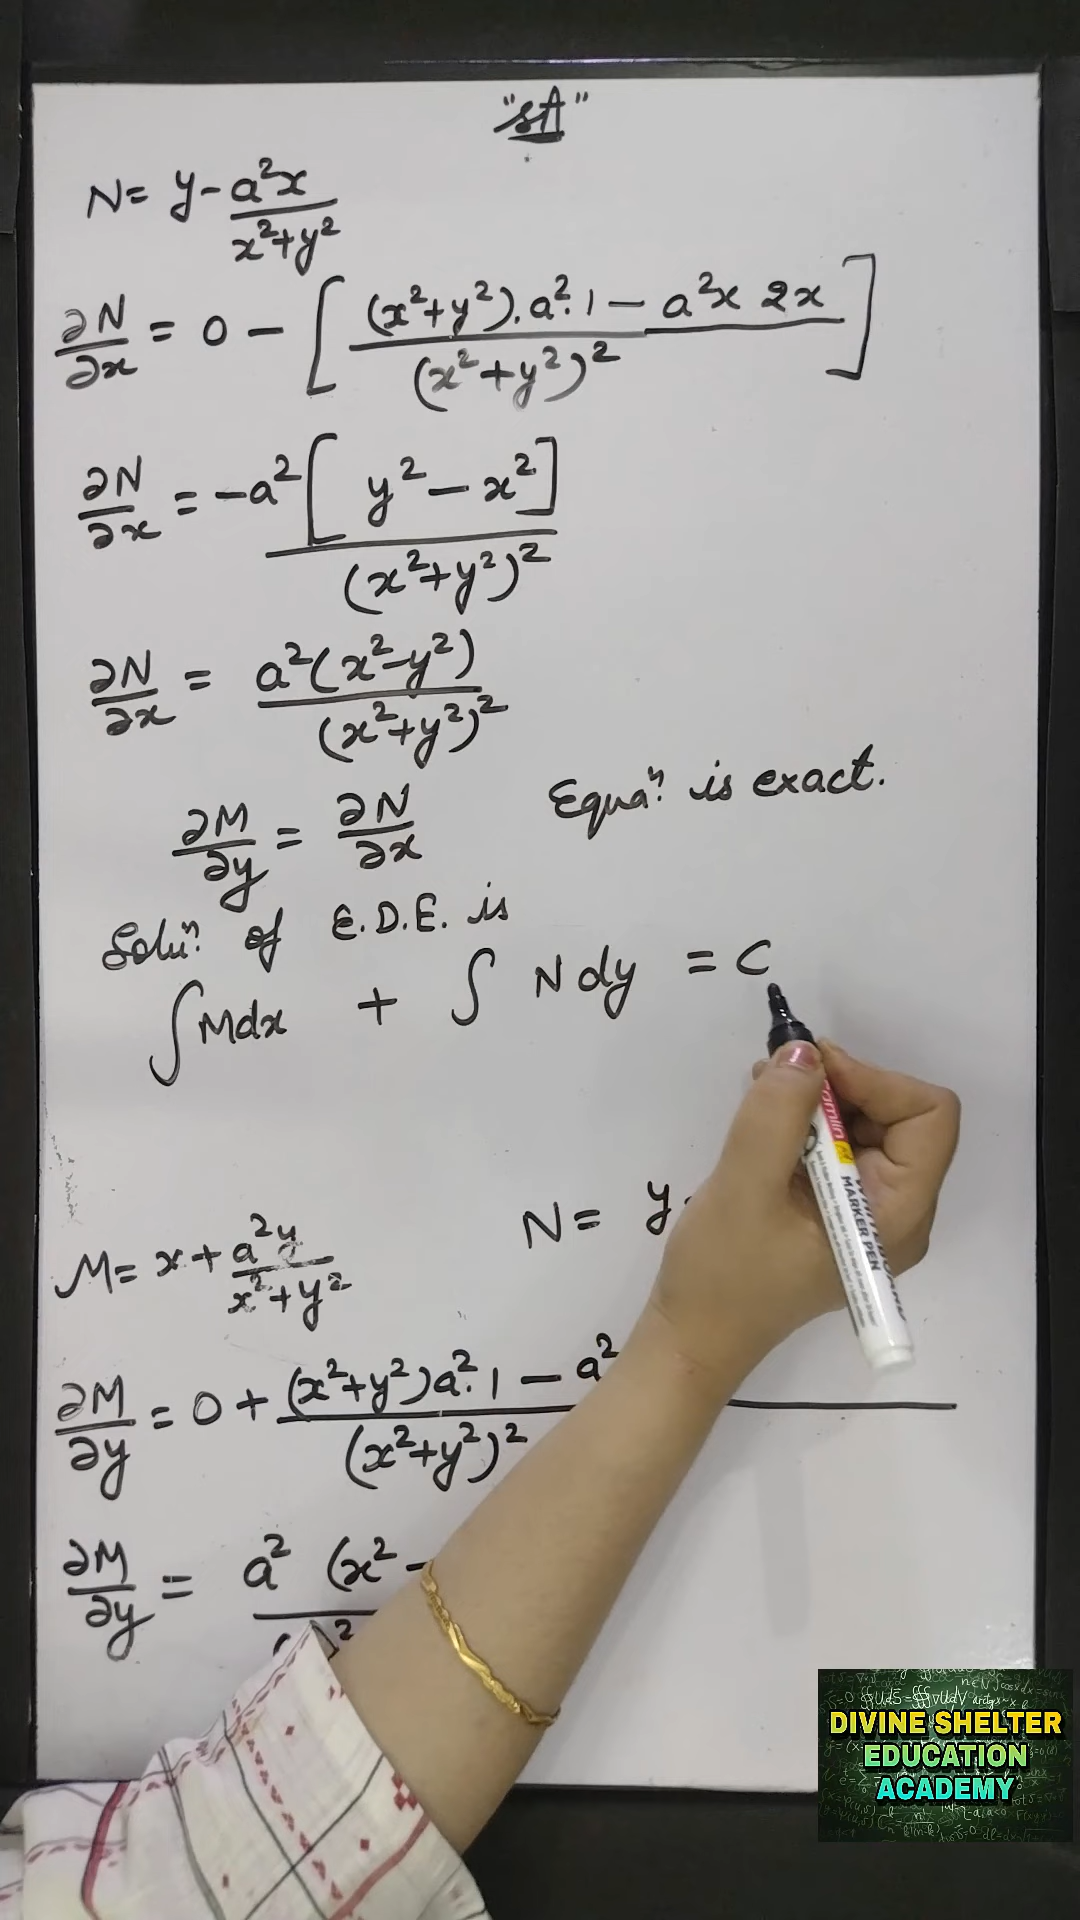 "SA"
N= y - a²x / x²+y²
∂N/∂x = 0 - [ (x²+y²).a².1 - a²x 2x / (x²+y²)² ]
∂N/∂x = -a² [ y² - x² ] / (x²+y²)²
∂N/∂x = a²(x²-y²) / (x²+y²)²
∂M/∂y = ∂N/∂x Equaⁿ. is exact.
Soluⁿ. of E.D.E. is
∫Mdx + ∫ N dy = C
M= x + a²y / x²+y² N= y
∂M/∂y = 0 + (x²+y²)a².1 - a² / (x²+y²)²
∂M/∂y = a² (x² -
MARKER PEN
DIVINE SHELTER
EDUCATION
ACADEMY